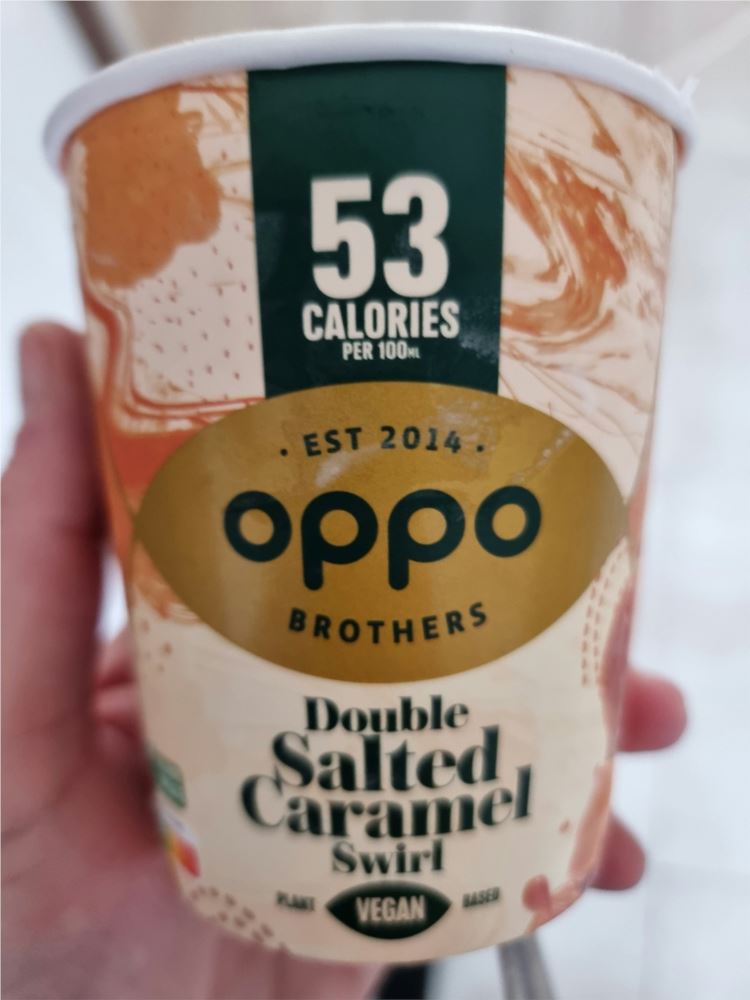 53
CALORIES
PER 100ML
· EST 2014 ·
oppo
BROTHERS
Double
Salted
Caramel
Swirl
PLANT VEGAN BASED